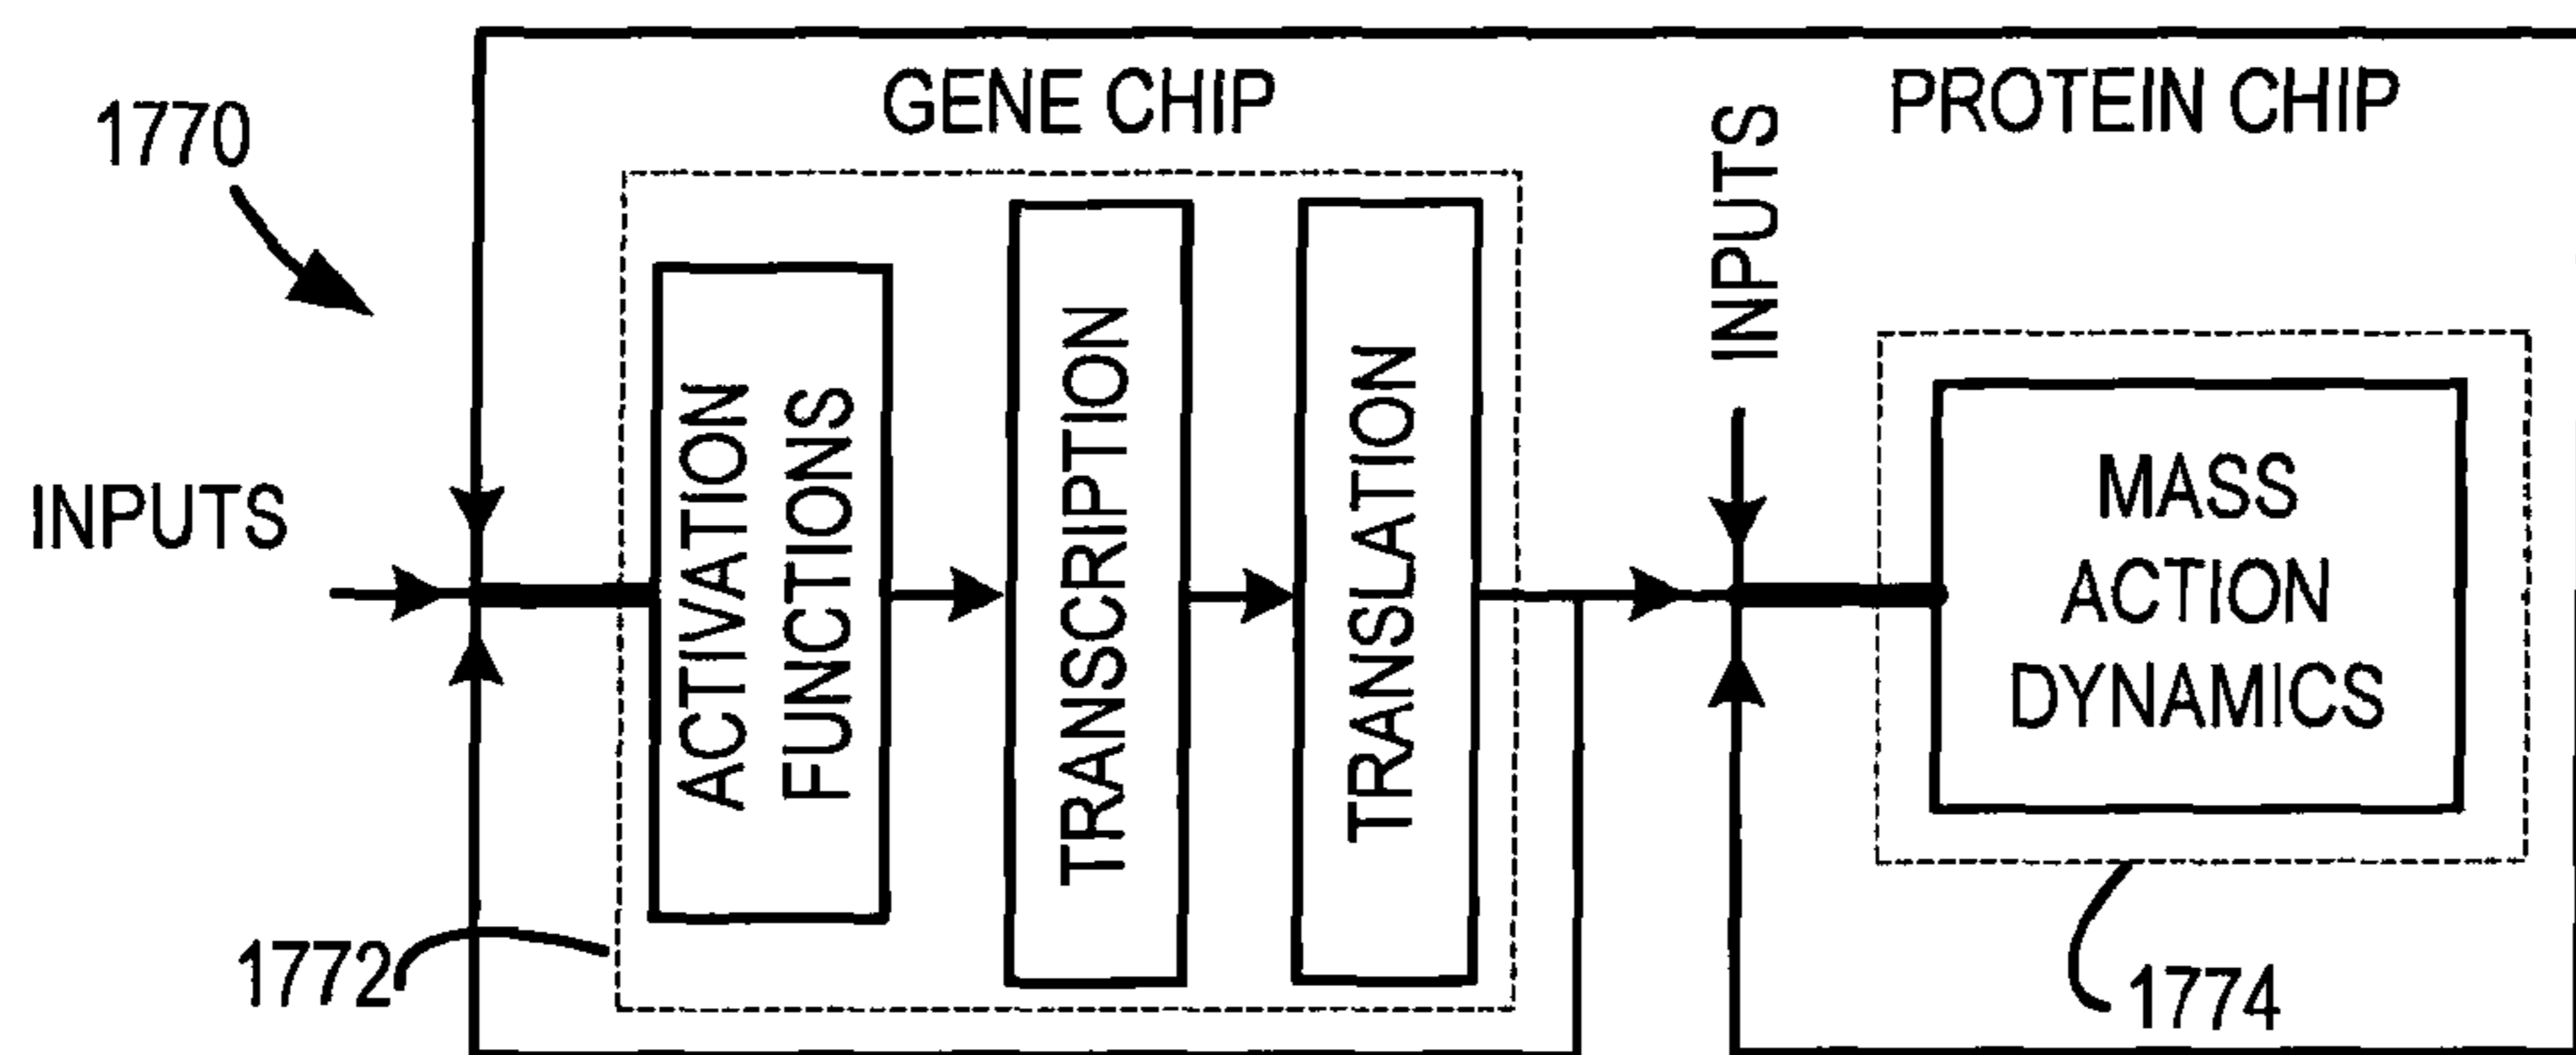 GENE CHIP
PROTEIN CHIP
1770
INPUTS
INPUTS
ACTIVATION
FUNCTIONS
TRANSCRIPTION
TRANSLATION
MASS
ACTION
DYNAMICS
1772
1774